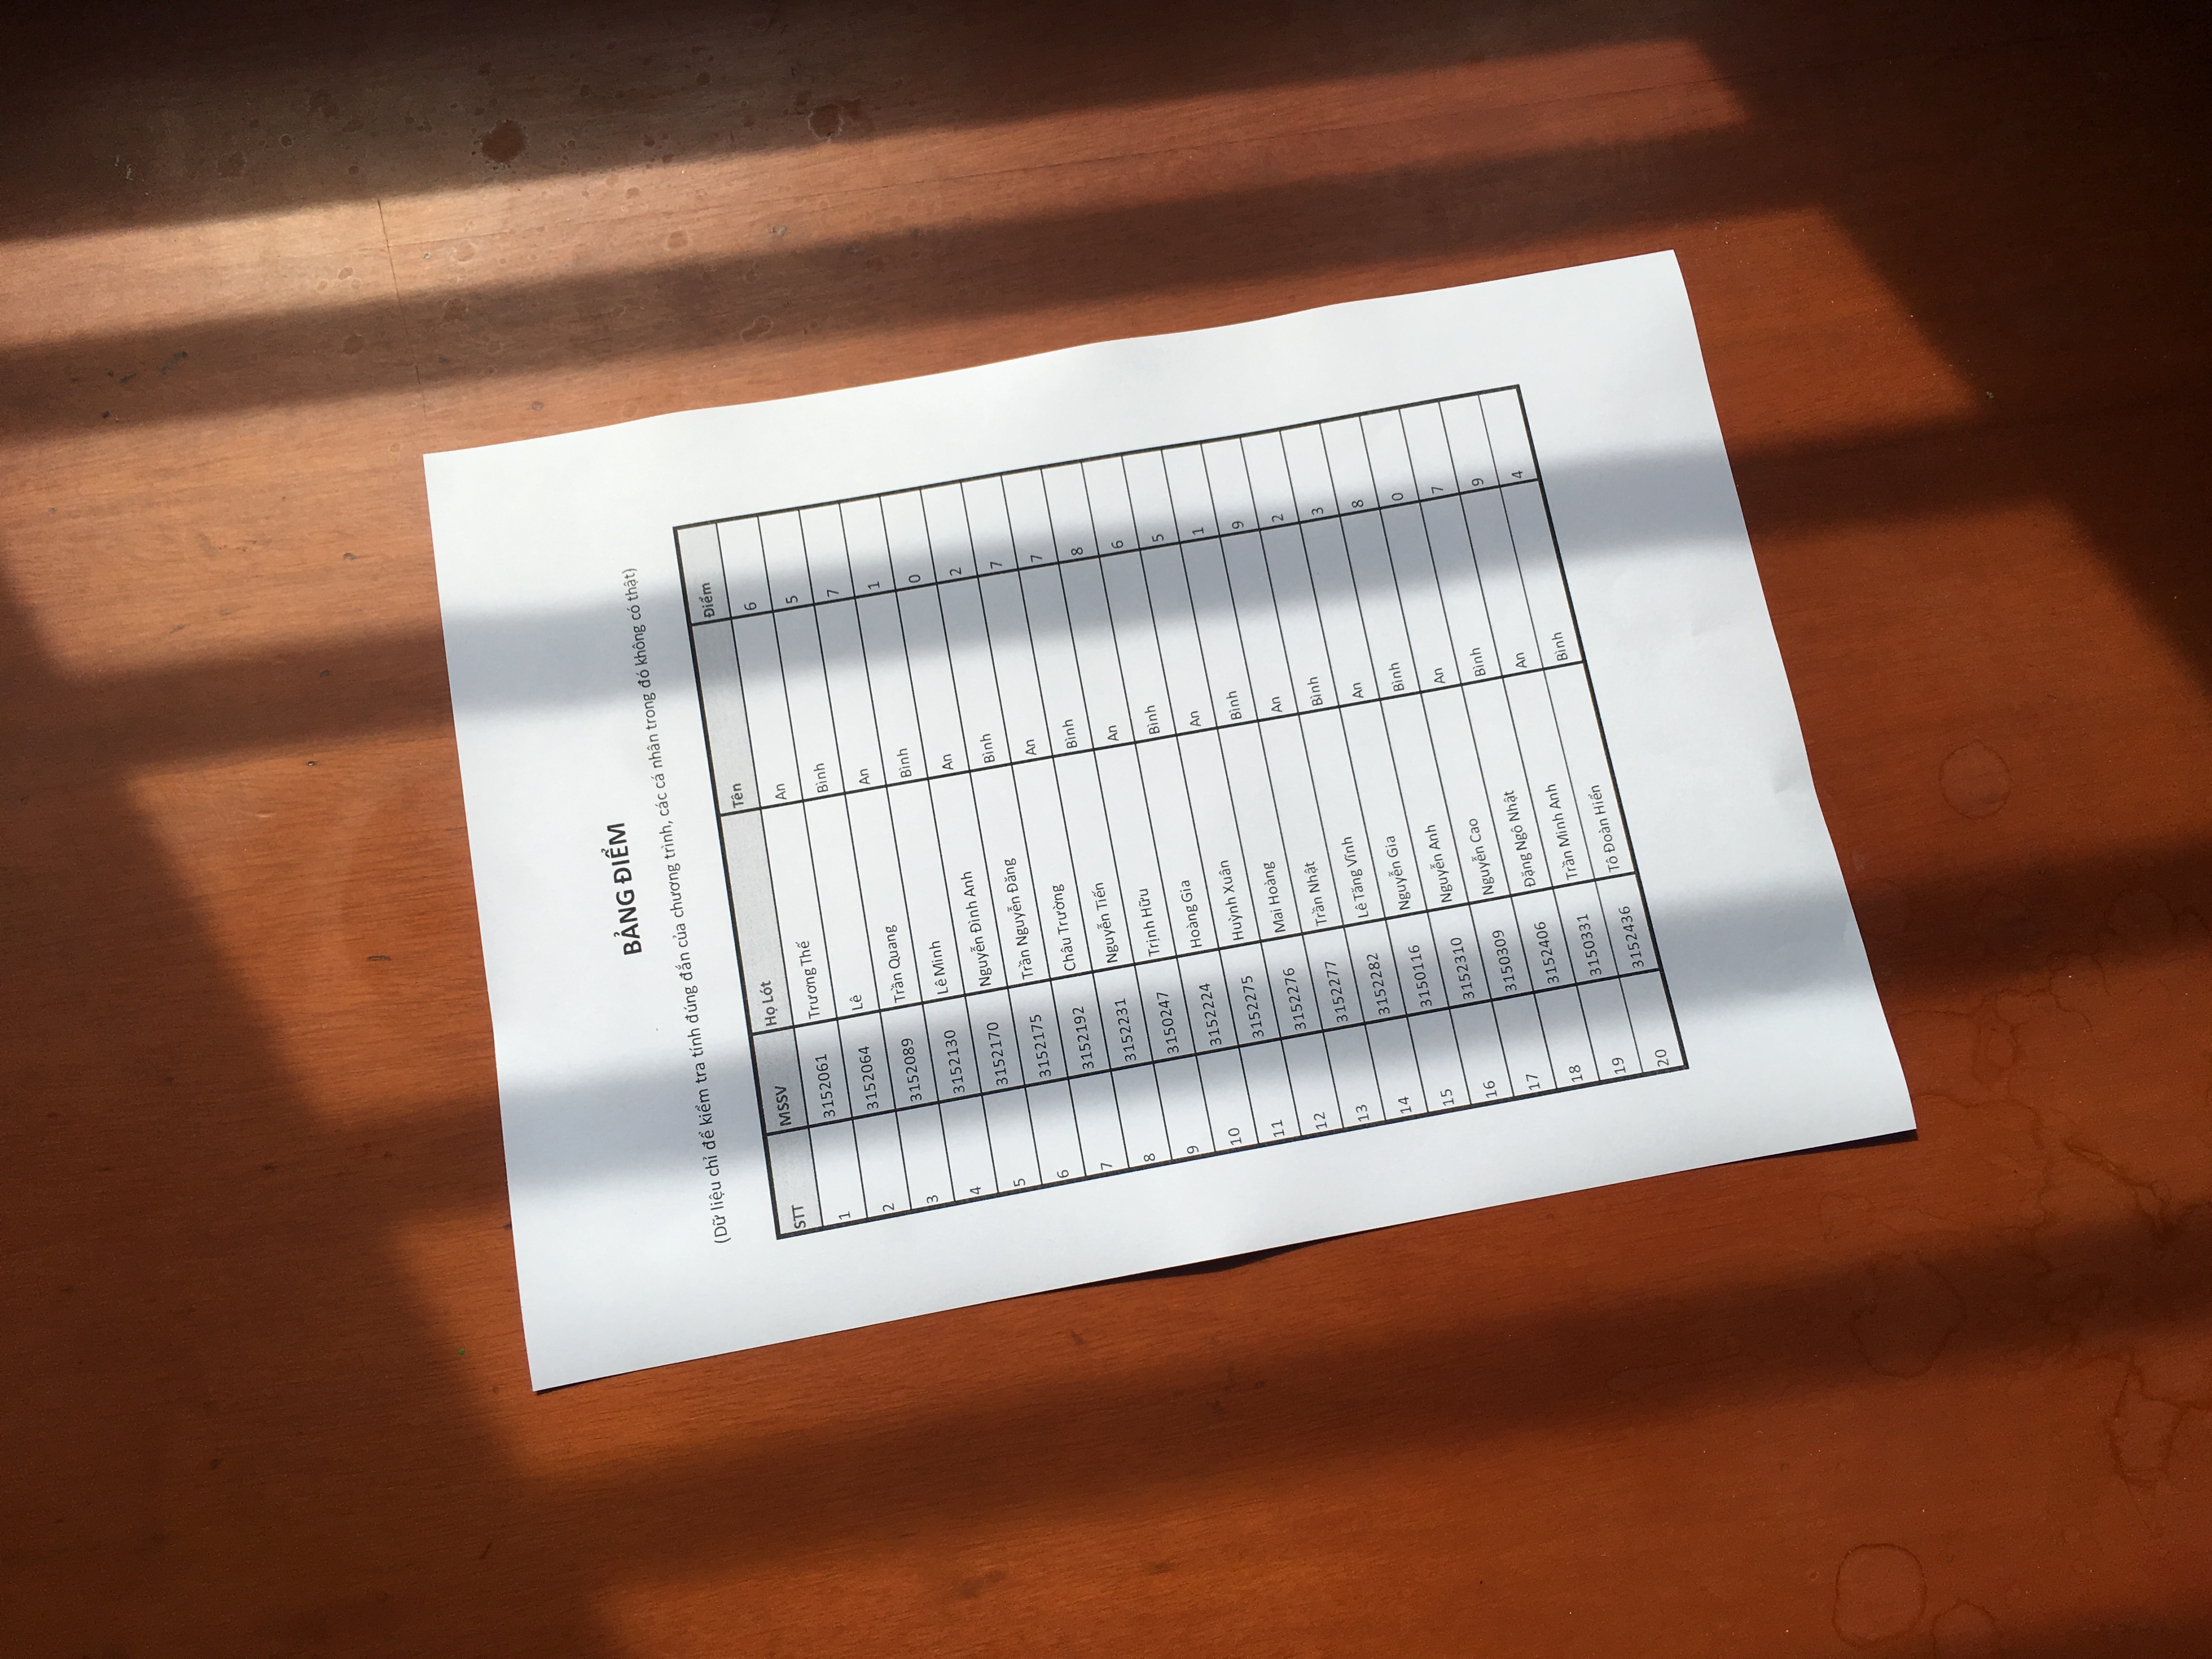 BẢNG ĐIỂM
(Dữ liệu chỉ để kiểm tra tính đúng đắn của chương trình, các cá nhân trong đó không có thật)
STT MSSV Họ Lót Tên Điểm
1 3152061 Trương Thế An 6
2 3152064 Lê Bình 5
3 3152089 Trần Quang An 7
4 3152130 Lê Minh Bình 1
5 3152170 Nguyễn Đình Anh An 0
6 3152175 Trần Nguyễn Đăng Bình 2
7 3152192 Châu Trường An 7
8 3152231 Nguyễn Tiến Bình 7
9 3150247 Trịnh Hữu An 8
10 3152224 Hoàng Gia Bình 6
11 3152275 Huỳnh Xuân An 5
12 3152276 Mai Hoàng Bình 1
13 3152277 Trần Nhật An 9
14 3152282 Lê Tăng Vĩnh Bình 2
15 3150116 Nguyễn Gia An 3
16 3152310 Nguyễn Anh Bình 8
17 3150309 Nguyễn Cao An 0
18 3152406 Đặng Ngô Nhật Bình 7
19 3150331 Trần Minh Anh An 9
20 3152436 Tô Đoàn Hiển Bình 4